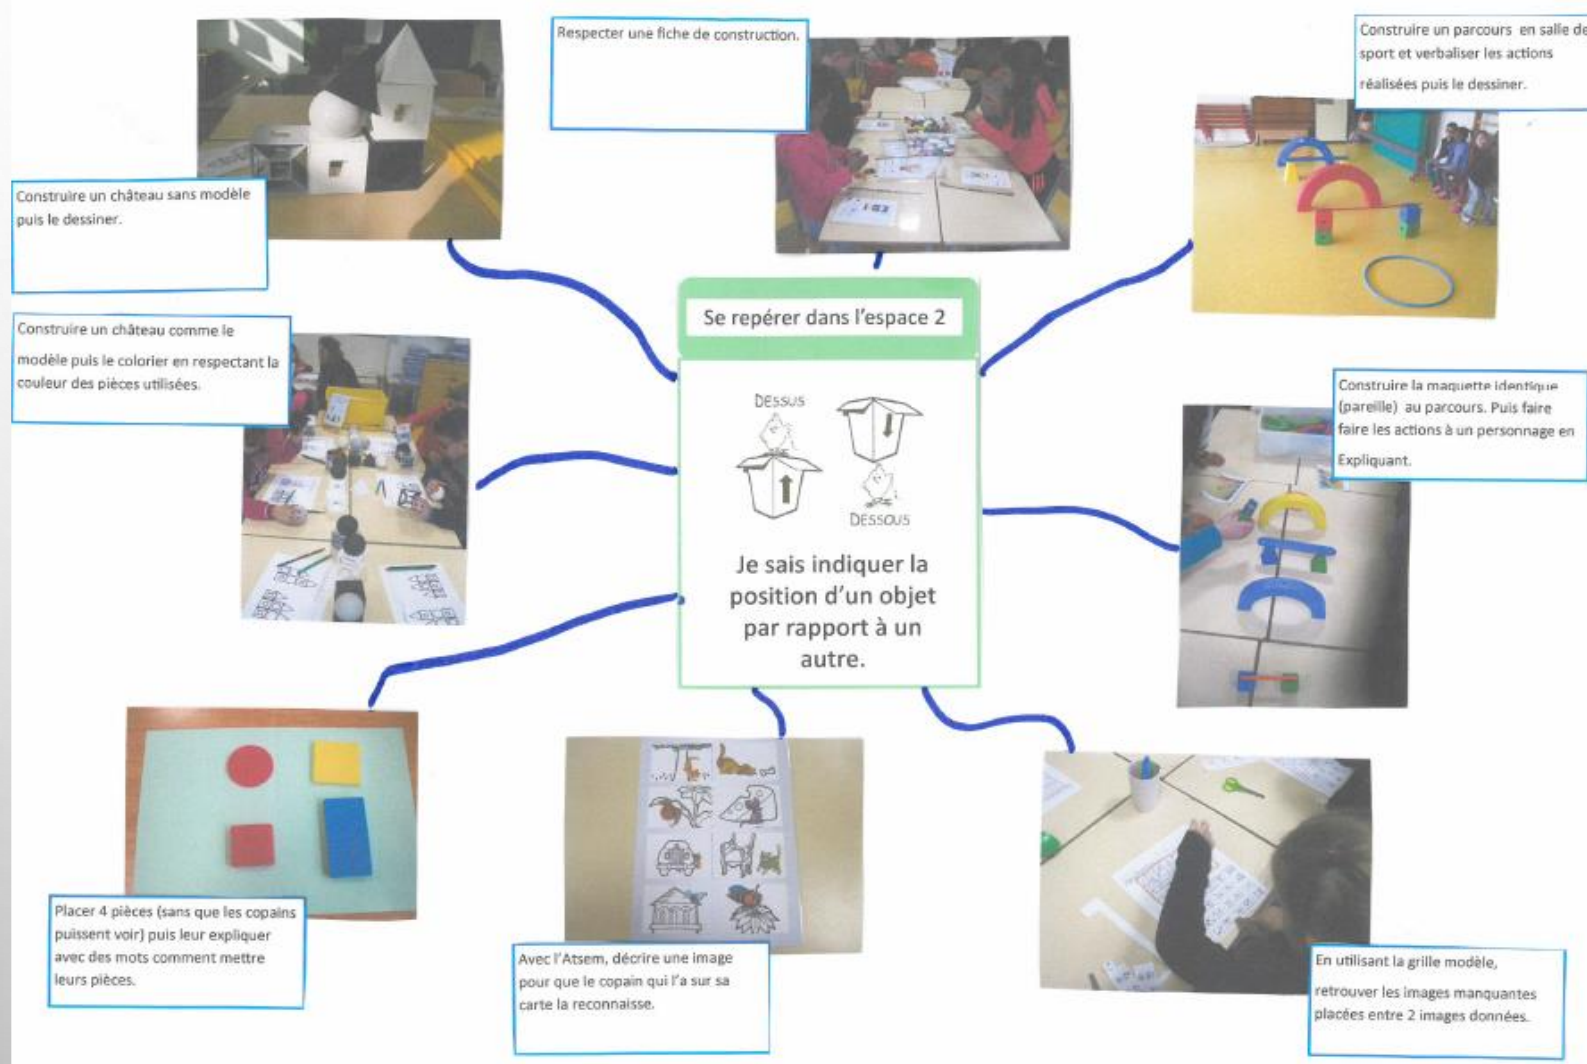 Respecter une fiche de construction.
Construire un parcours en salle de
sport et verbaliser les actions
réalisées puis le dessiner.
Construire un château sans modèle
puis le dessiner.
Se repérer dans l'espace 2
Construire un château comme le
modèle puis le colorier en respectant la
couleur des pièces utilisées.
DESSUS
DESSOUS
Je sais indiquer la
position d'un objet
par rapport à un
autre.
Construire la maquette identique
(pareille) au parcours. Puis faire
faire les actions à un personnage en
Expliquant.
Placer 4 pièces (sans que les copains
puissent voir) puis leur expliquer
avec des mots comment mettre
leurs pièces.
Avec l'Atsem, décrire une image
pour que le copain qui l'a sur sa
carte la reconnaisse.
En utilisant la grille modèle,
retrouver les images manquantes
placées entre 2 images données.